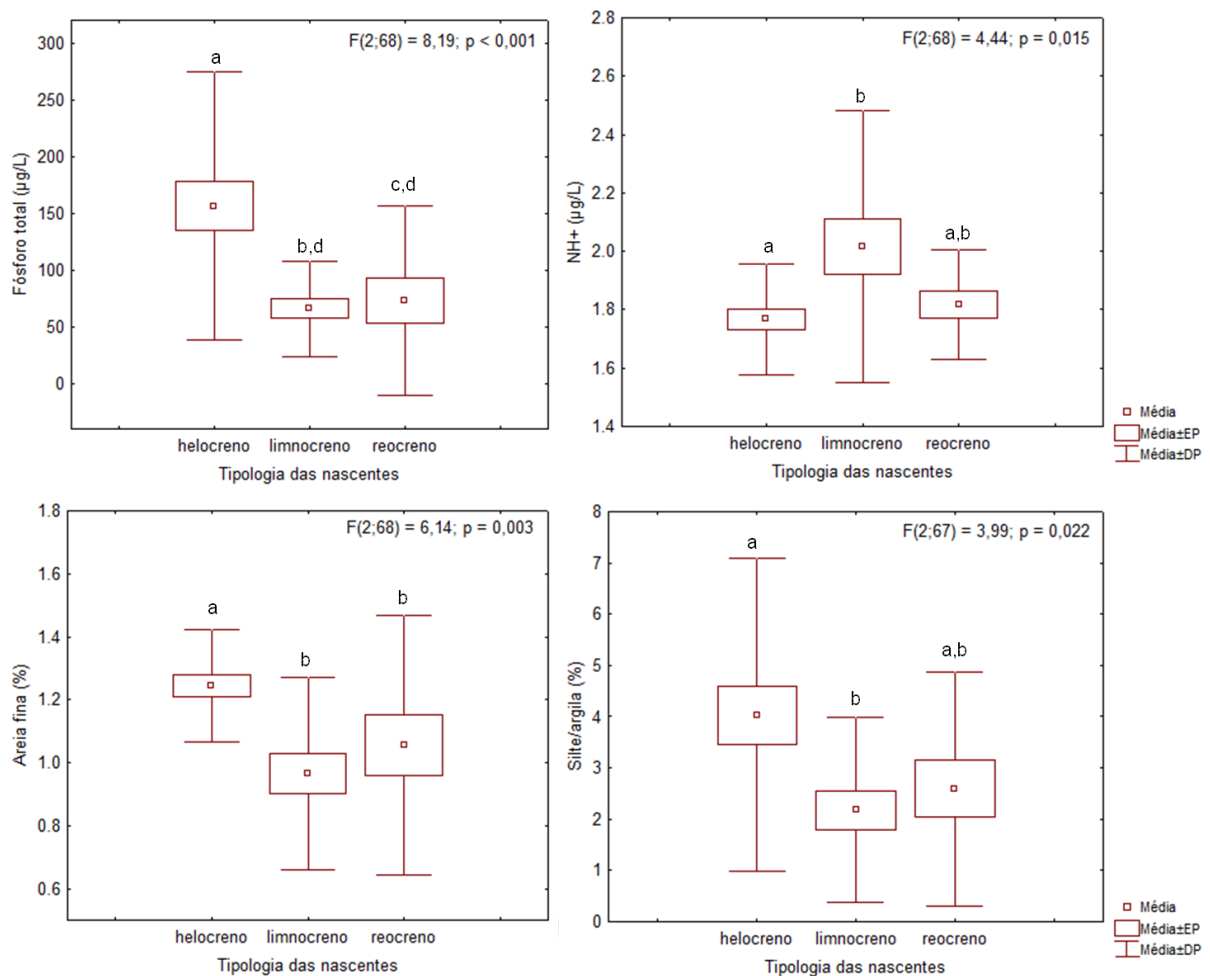 F(2;68) = 8,19; p < 0,001
Fósforo total (µg/L)
300
250
200
150
100
50
0
a
b,d
c,d
helocreno limnocreno reocreno
Tipologia das nascentes
F(2;68) = 4,44; p = 0,015
NH+ (µg/L)
2.8
2.6
2.4
2.2
2.0
1.8
1.6
1.4
a
b
a,b
helocreno limnocreno reocreno
Tipologia das nascentes
Média
Média±EP
Média±DP
F(2;68) = 6,14; p = 0,003
Areia fina (%)
1.8
1.6
1.4
1.2
1.0
0.8
0.6
a
b
b
helocreno limnocreno reocreno
Tipologia das nascentes
F(2;67) = 3,99; p = 0,022
Silte/argila (%)
8
7
6
5
4
3
2
1
0
a
b
a,b
helocreno limnocreno reocreno
Tipologia das nascentes
Média
Média±EP
Média±DP